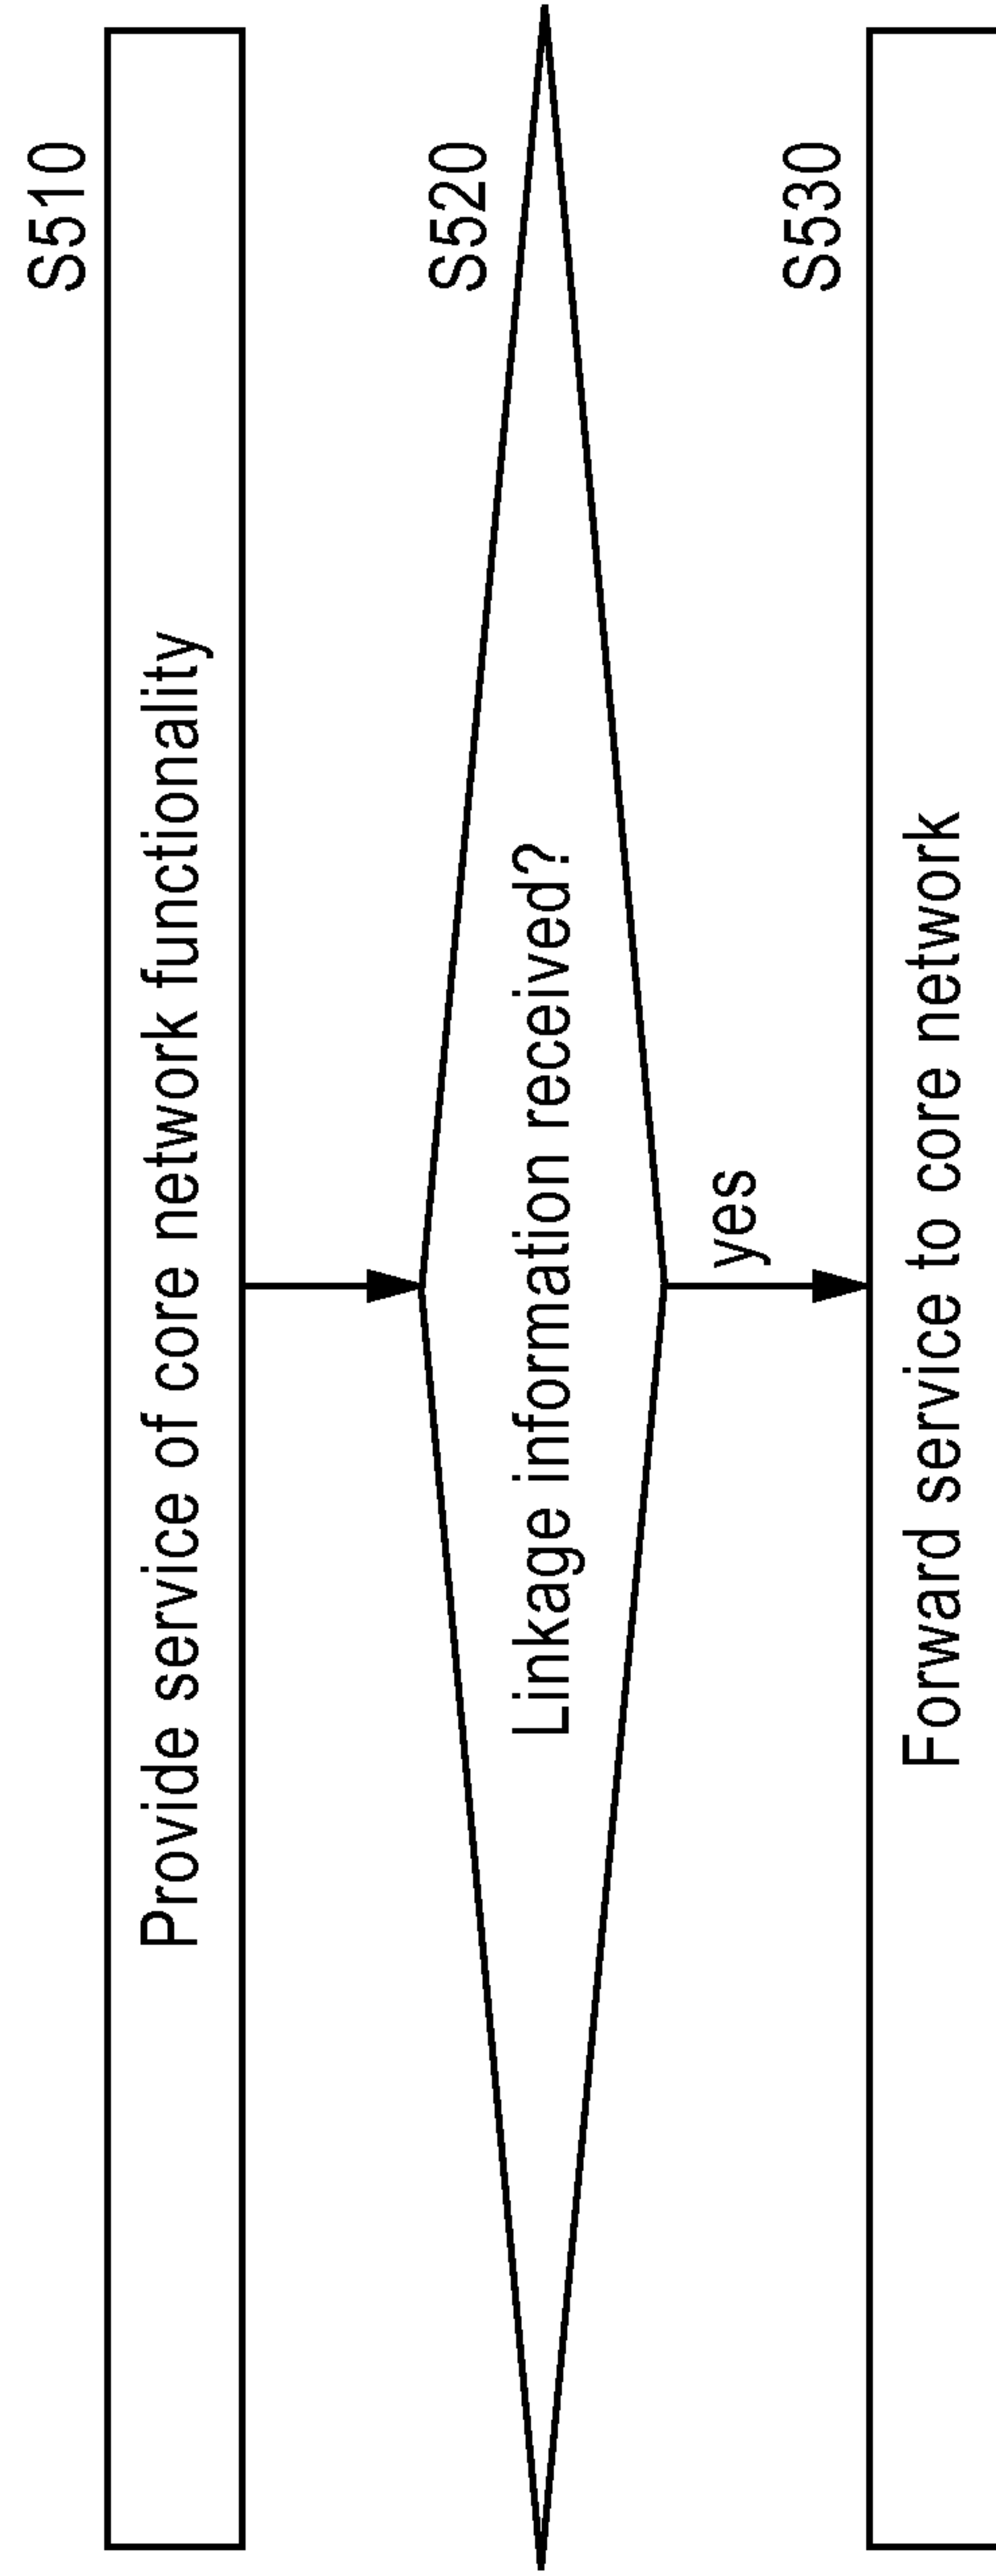 S510
Provide service of core network functionality
S520
Linkage information received?
yes
S530
Forward service to core network